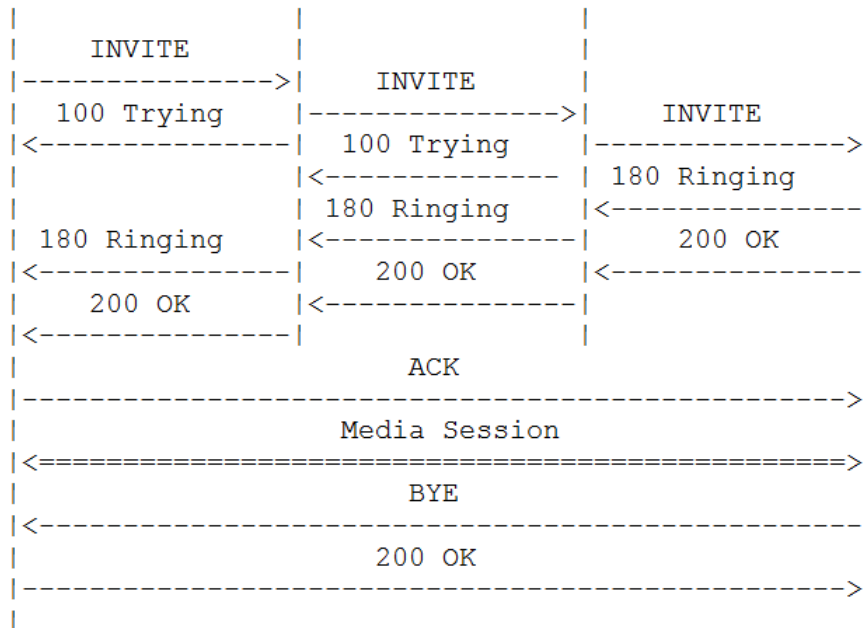 |                |                |
|    INVITE      |                |
|--------------->|    INVITE      |
|  100 Trying    |--------------->|    INVITE
|<---------------|  100 Trying    |--------------->
|                |<-------------- | 180 Ringing
|                | 180 Ringing    |<---------------
| 180 Ringing    |<---------------|     200 OK
|<---------------|    200 OK      |<---------------
|    200 OK      |<---------------|
|<---------------|                |
|                       ACK
|------------------------------------------------->
|                   Media Session
|<================================================>
|                       BYE
|<-------------------------------------------------
|                     200 OK
|------------------------------------------------->
|